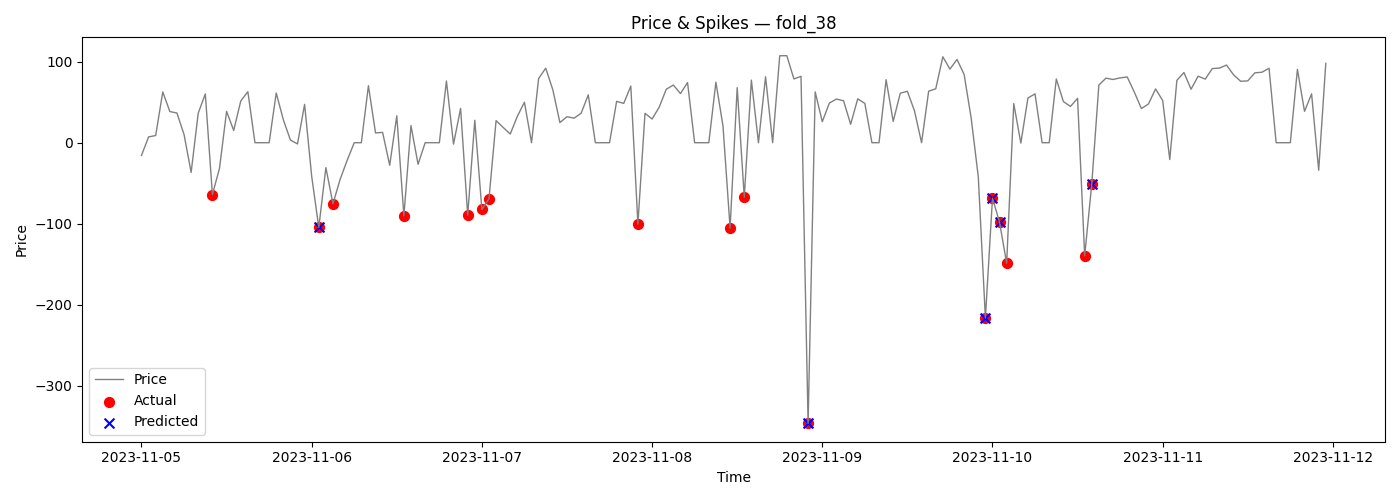 Price & Spikes — fold_38
Price
100
0
−100
−200
−300
Price
Actual
Predicted
2023-11-05
2023-11-06
2023-11-07
2023-11-08
2023-11-09
2023-11-10
2023-11-11
2023-11-12
Time